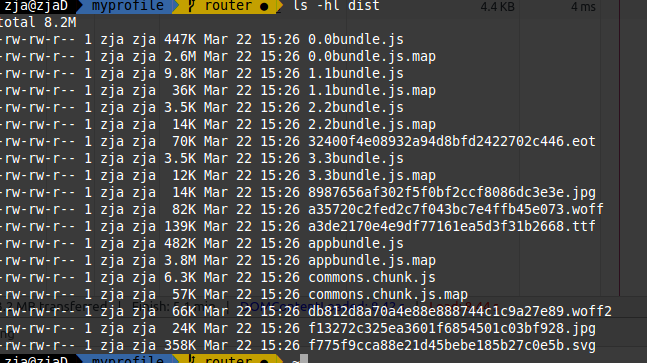 zja@zjaD myprofile router ● ls -hl dist 4.4 KB 4 ms
total 8.2M
-rw-rw-r-- 1 zja zja 447K Mar 22 15:26 0.0bundle.js
-rw-rw-r-- 1 zja zja 2.6M Mar 22 15:26 0.0bundle.js.map
-rw-rw-r-- 1 zja zja 9.8K Mar 22 15:26 1.1bundle.js
-rw-rw-r-- 1 zja zja 36K Mar 22 15:26 1.1bundle.js.map
-rw-rw-r-- 1 zja zja 3.5K Mar 22 15:26 2.2bundle.js
-rw-rw-r-- 1 zja zja 14K Mar 22 15:26 2.2bundle.js.map
-rw-rw-r-- 1 zja zja 70K Mar 22 15:26 32400f4e08932a94d8bfd2422702c446.eot
-rw-rw-r-- 1 zja zja 3.5K Mar 22 15:26 3.3bundle.js
-rw-rw-r-- 1 zja zja 12K Mar 22 15:26 3.3bundle.js.map
-rw-rw-r-- 1 zja zja 14K Mar 22 15:26 8987656af302f5f0bf2ccf8086dc3e3e.jpg
-rw-rw-r-- 1 zja zja 82K Mar 22 15:26 a35720c2fed2c7f043bc7e4ffb45e073.woff
-rw-rw-r-- 1 zja zja 139K Mar 22 15:26 a3de2170e4e9df77161ea5d3f31b2668.ttf
-rw-rw-r-- 1 zja zja 482K Mar 22 15:26 appbundle.js
-rw-rw-r-- 1 zja zja 3.8M Mar 22 15:26 appbundle.js.map
-rw-rw-r-- 1 zja zja 6.3K Mar 22 15:26 commons.chunk.js
-rw-rw-r-- 1 zja zja 57K Mar 22 15:26 commons.chunk.js.map
-rw-rw-r-- 1 zja zja 66K Mar 22 15:26 db812d8a70a4e88e888744c1c9a27e89.woff2
-rw-rw-r-- 1 zja zja 24K Mar 22 15:26 f13272c325ea3601f6854501c03bf928.jpg
-rw-rw-r-- 1 zja zja 358K Mar 22 15:26 f775f9cca88e21d45bebe185b27c0e5b.svg
zja@zjaD myprofile router ●